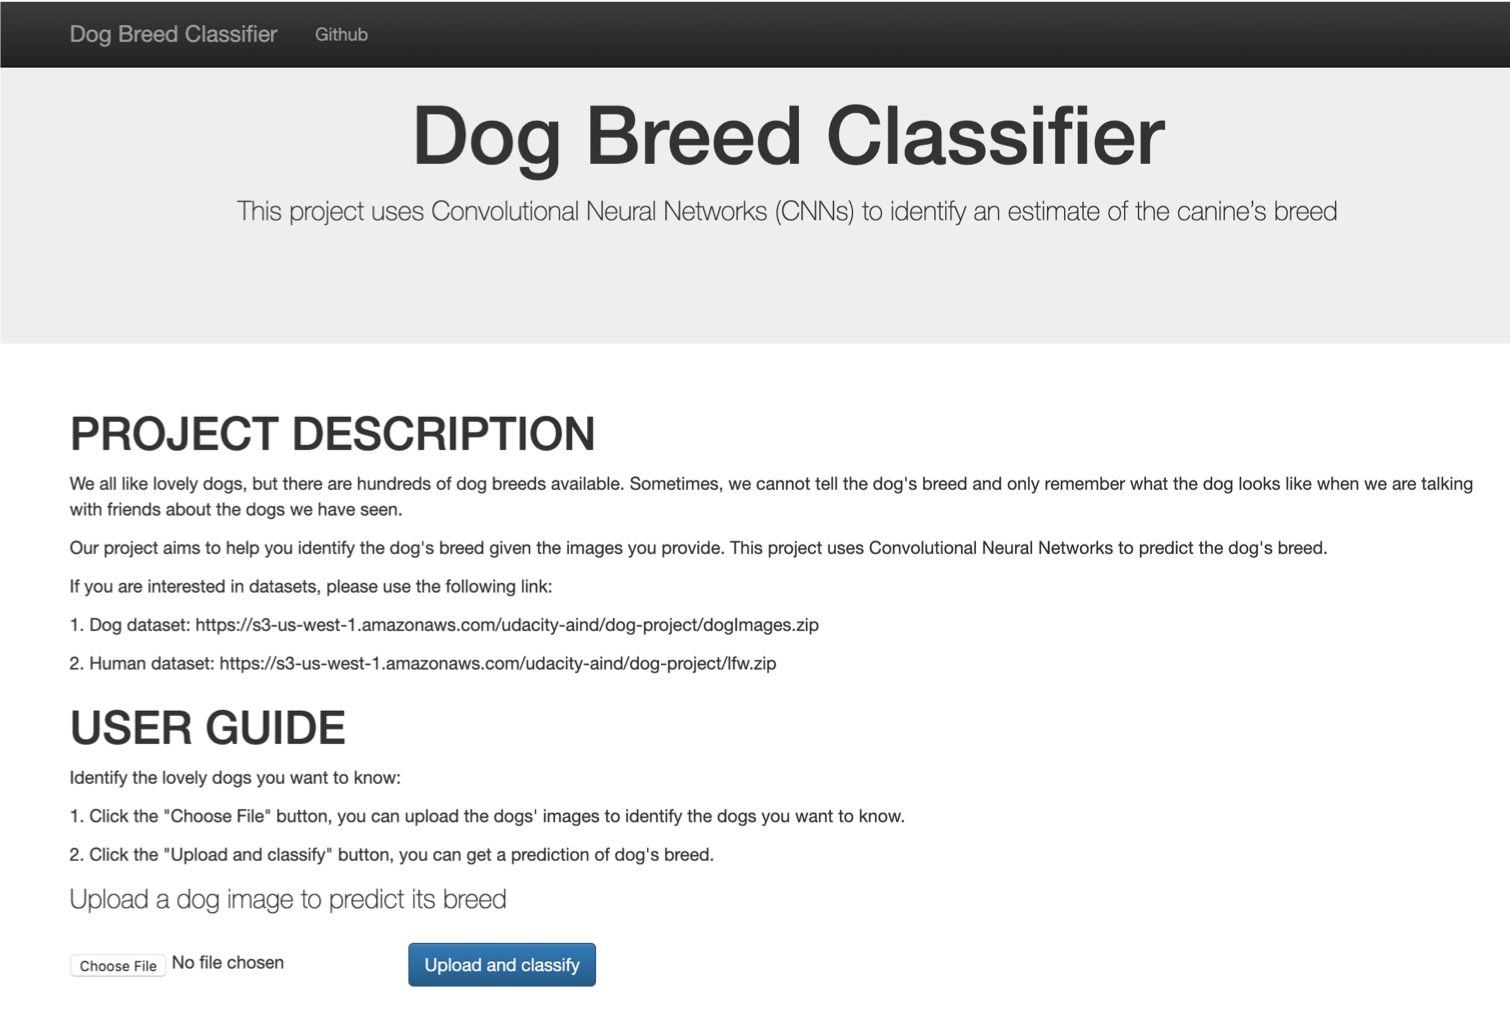 Dog Breed Classifier Github
Dog Breed Classifier
This project uses Convolutional Neural Networks (CNNs) to identify an estimate of the canine’s breed
PROJECT DESCRIPTION
We all like lovely dogs, but there are hundreds of dog breeds available. Sometimes, we cannot tell the dog's breed and only remember what the dog looks like when we are talking
with friends about the dogs we have seen.
Our project aims to help you identify the dog's breed given the images you provide. This project uses Convolutional Neural Networks to predict the dog's breed.
If you are interested in datasets, please use the following link:
1. Dog dataset: https://s3-us-west-1.amazonaws.com/udacity-aind/dog-project/dogImages.zip
2. Human dataset: https://s3-us-west-1.amazonaws.com/udacity-aind/dog-project/lfw.zip
USER GUIDE
Identify the lovely dogs you want to know:
1. Click the "Choose File" button, you can upload the dogs' images to identify the dogs you want to know.
2. Click the "Upload and classify" button, you can get a prediction of dog's breed.
Upload a dog image to predict its breed
Choose File No file chosen Upload and classify